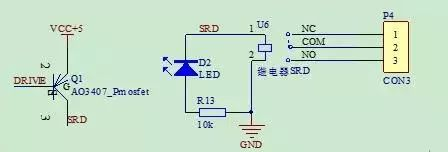 VCC+5
DRIVE
G
Q1
AO3407_Pmosfet
3
SRD
SRD
D2
LED
R13
10k
1
U6
2
继电器SRD
GND
NC
COM
NO
P4
1
2
3
CON3